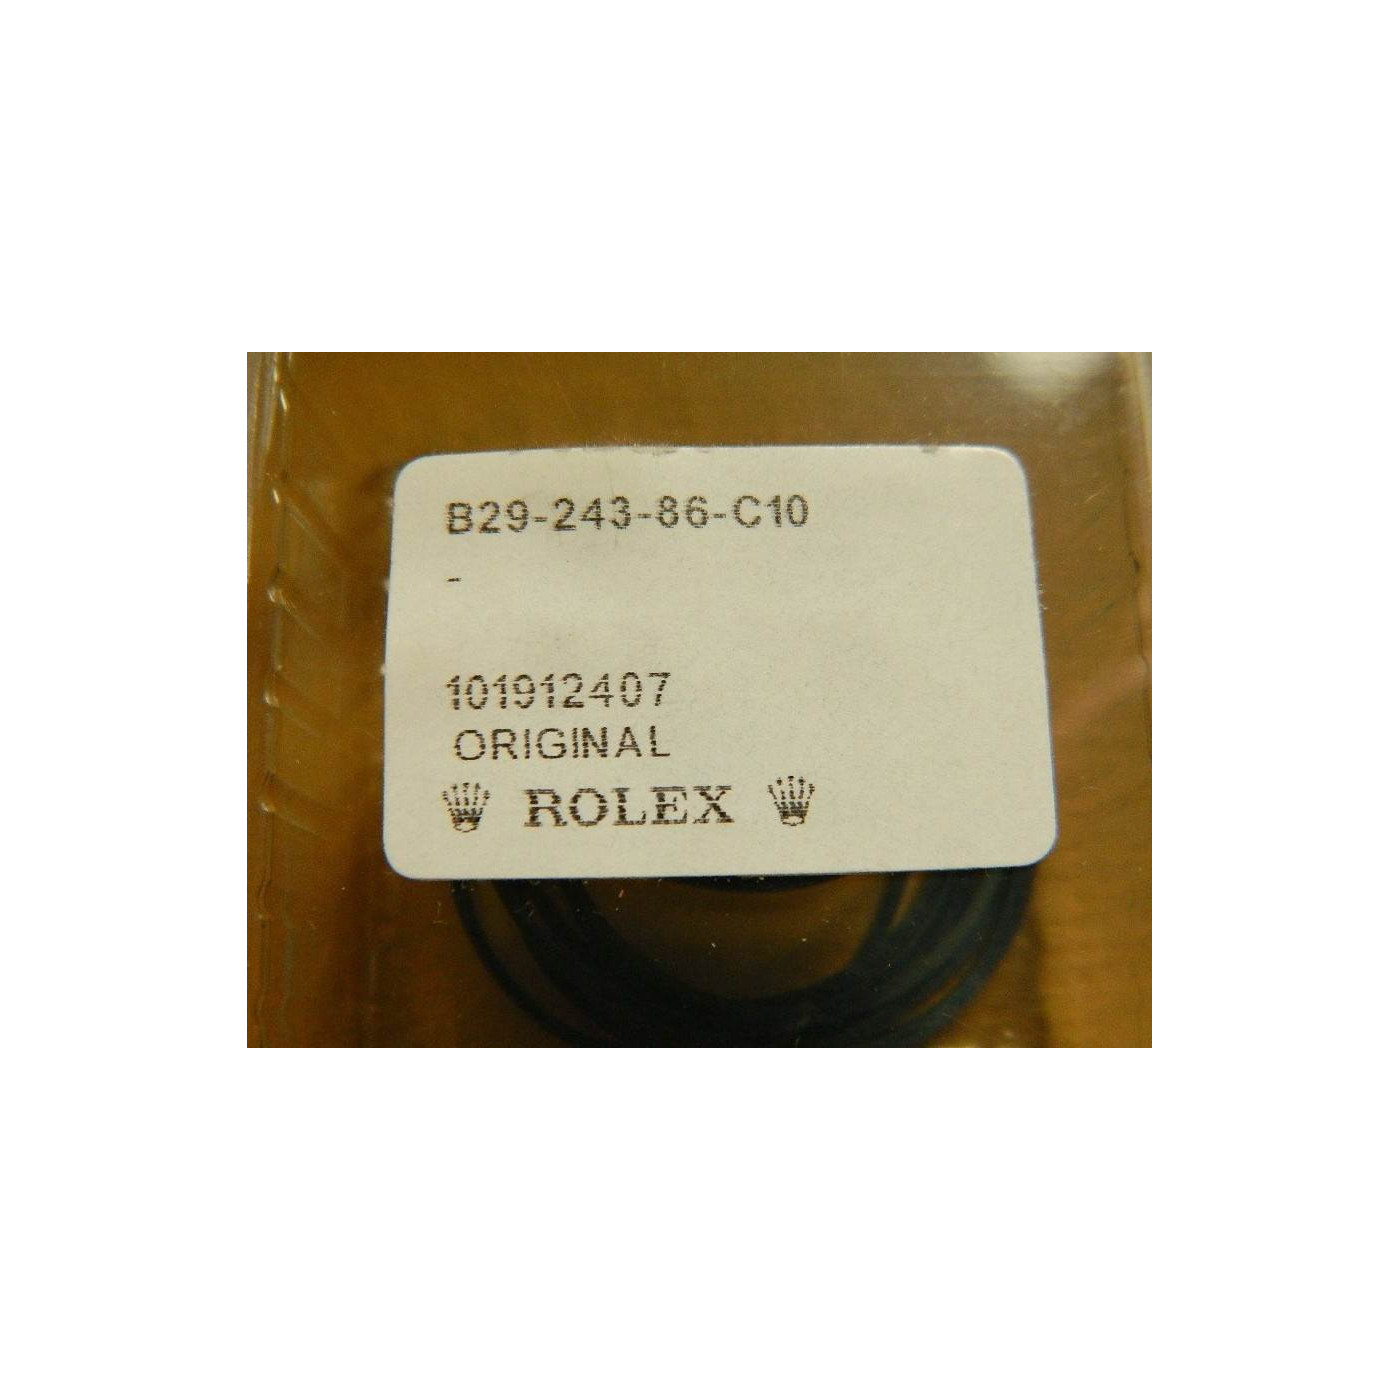 B29-243-86-C10
-
101912407
ORIGINAL
ROLEX